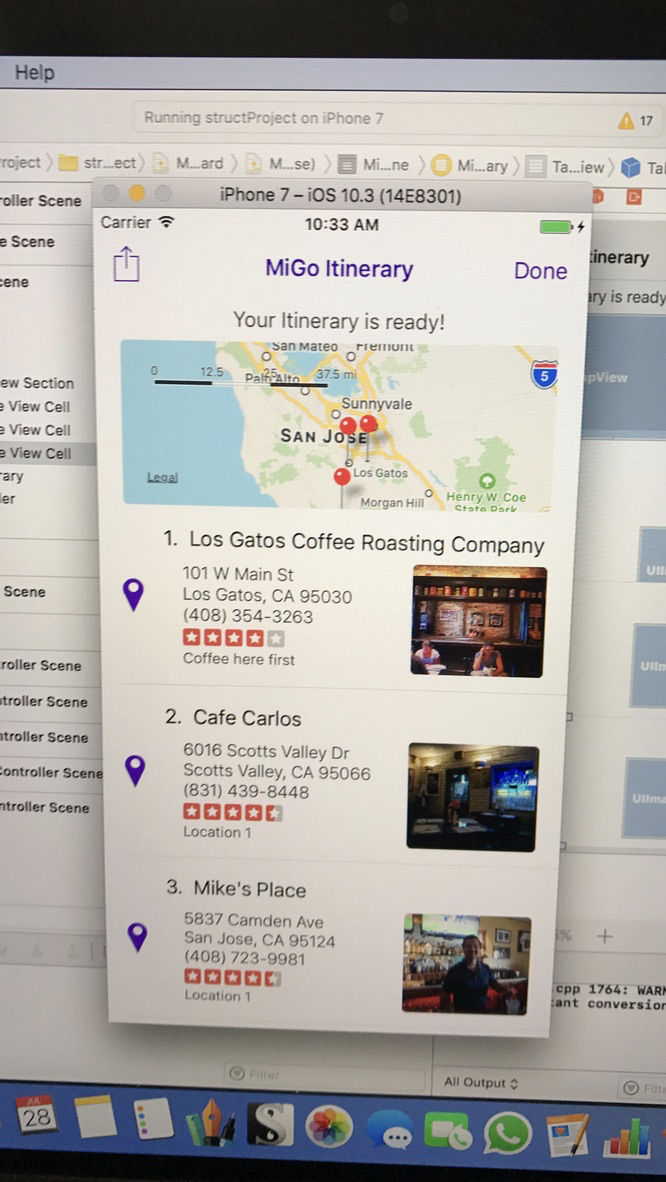 Help
Running structProject on iPhone 7
17
roject
str...ect
M...ard
M...se)
Mi...ne
Mi...ary
Ta...iew
Tal
roller Scene
e Scene
cene
ew Section
e View Cell
e View Cell
e View Cell
rary
ler
Scene
roller Scene
troller Scene
ntroller Scene
Controller Scene
ntroller Scene
iPhone 7 – iOS 10.3 (14E8301)
Carrier
10:33 AM
MiGo Itinerary
Done
Your Itinerary is ready!
San Mateo
Fremont
0 12.5 25 37.5 mi
Palo Alto
5
Sunnyvale
SAN JOSE
Los Gatos
Legal
Morgan Hill
Henry W. Coe
State Park
1. Los Gatos Coffee Roasting Company
101 W Main St
Los Gatos, CA 95030
(408) 354-3263
Coffee here first
2. Cafe Carlos
6016 Scotts Valley Dr
Scotts Valley, CA 95066
(831) 439-8448
Location 1
3. Mike's Place
5837 Camden Ave
San Jose, CA 95124
(408) 723-9981
Location 1
tinerary
ary is ready
pView
UIIm
UIIm
UIIma
%
.cpp 1764: WARN
tant conversion
Filter
All Output
Filte
JUL
28